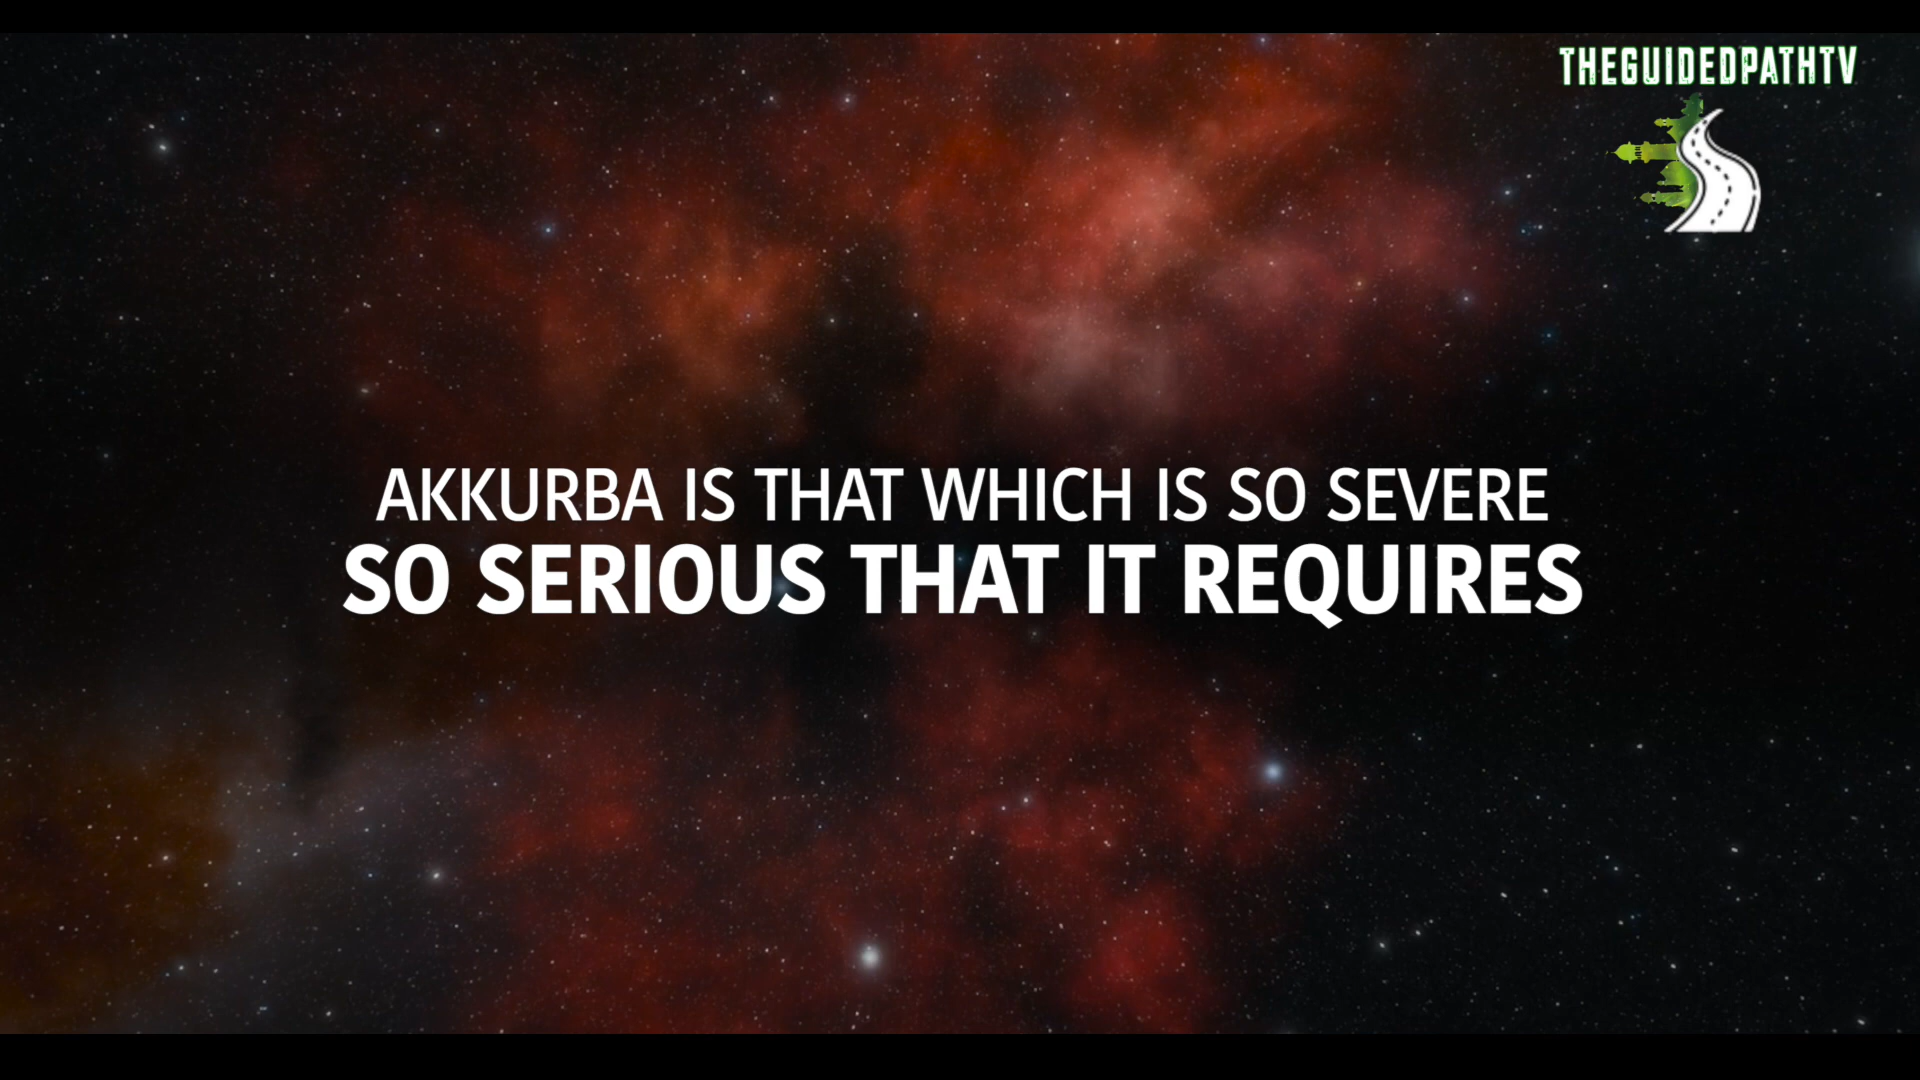 THEGUIDEDPATHTV
AKKURBA IS THAT WHICH IS SO SEVERE
SO SERIOUS THAT IT REQUIRES